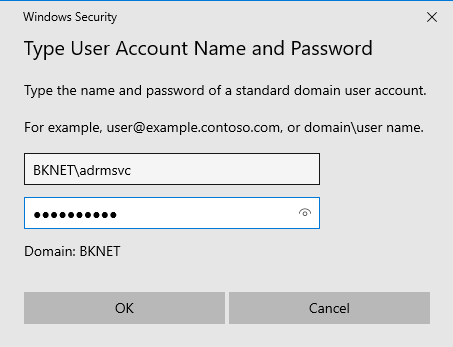 Windows Security
Type User Account Name and Password
Type the name and password of a standard domain user account.
For example, user@example.contoso.com, or domain\user name.
BKNET\adrmsvc
●●●●●●●●●●
Domain: BKNET
OK
Cancel